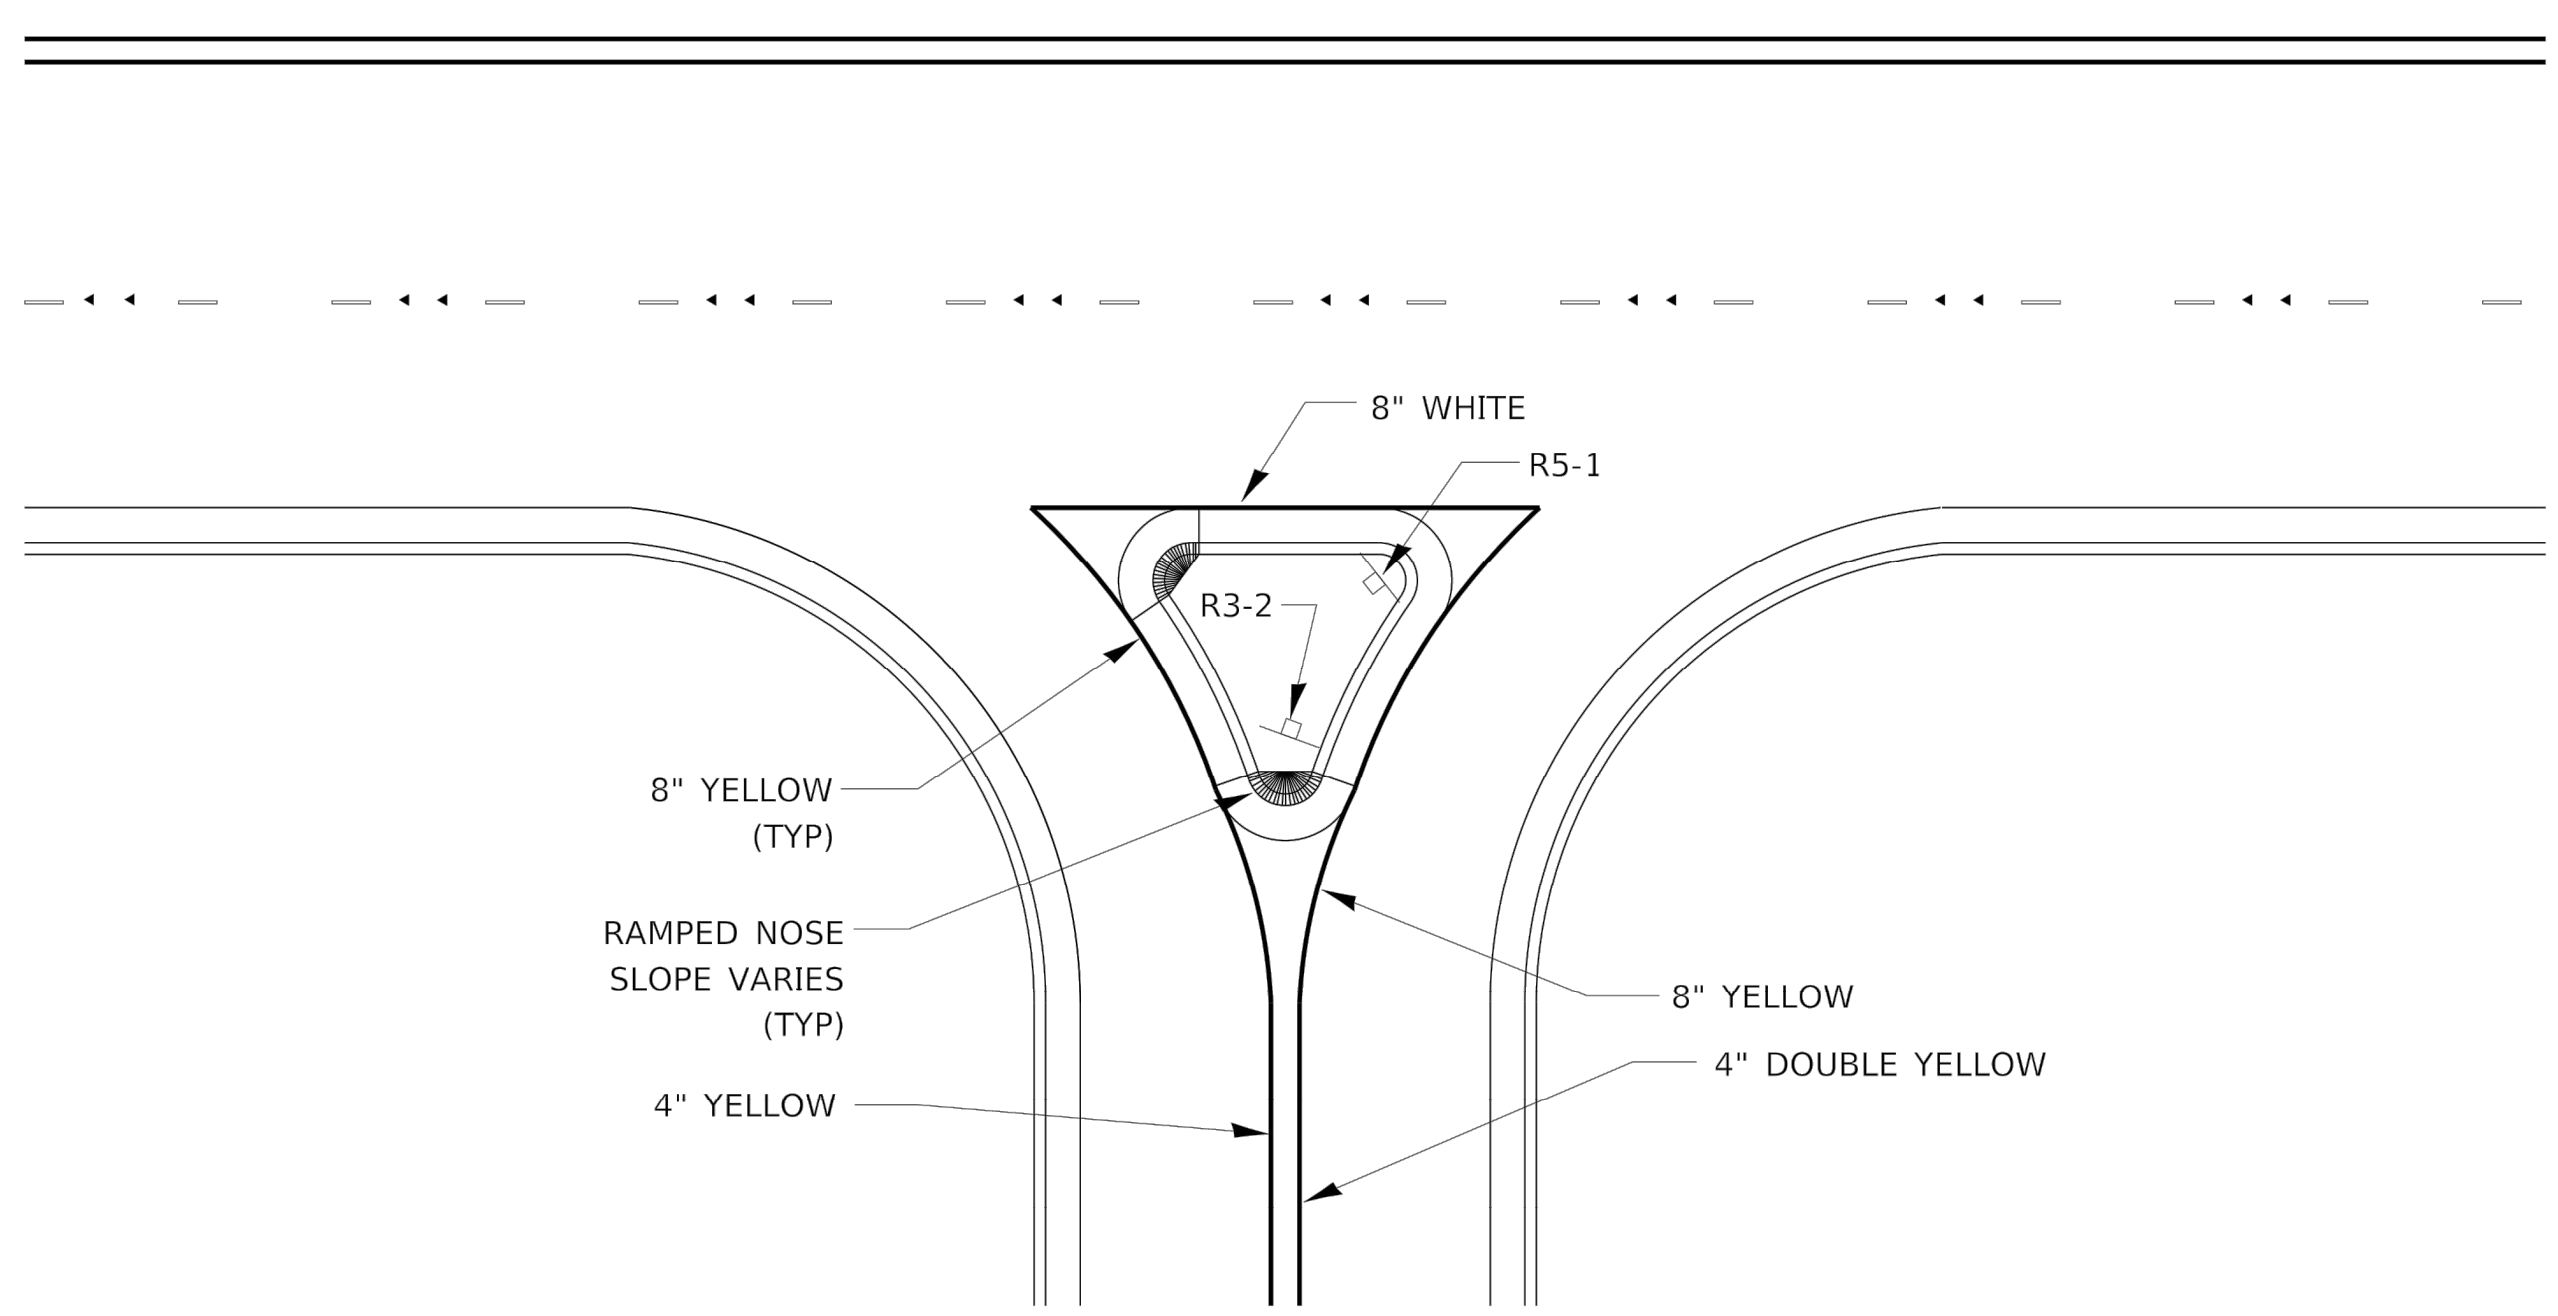 8" WHITE
R5-1
R3-2
8" YELLOW
(TYP)
RAMPED NOSE
SLOPE VARIES
(TYP)
8" YELLOW
4" DOUBLE YELLOW
4" YELLOW